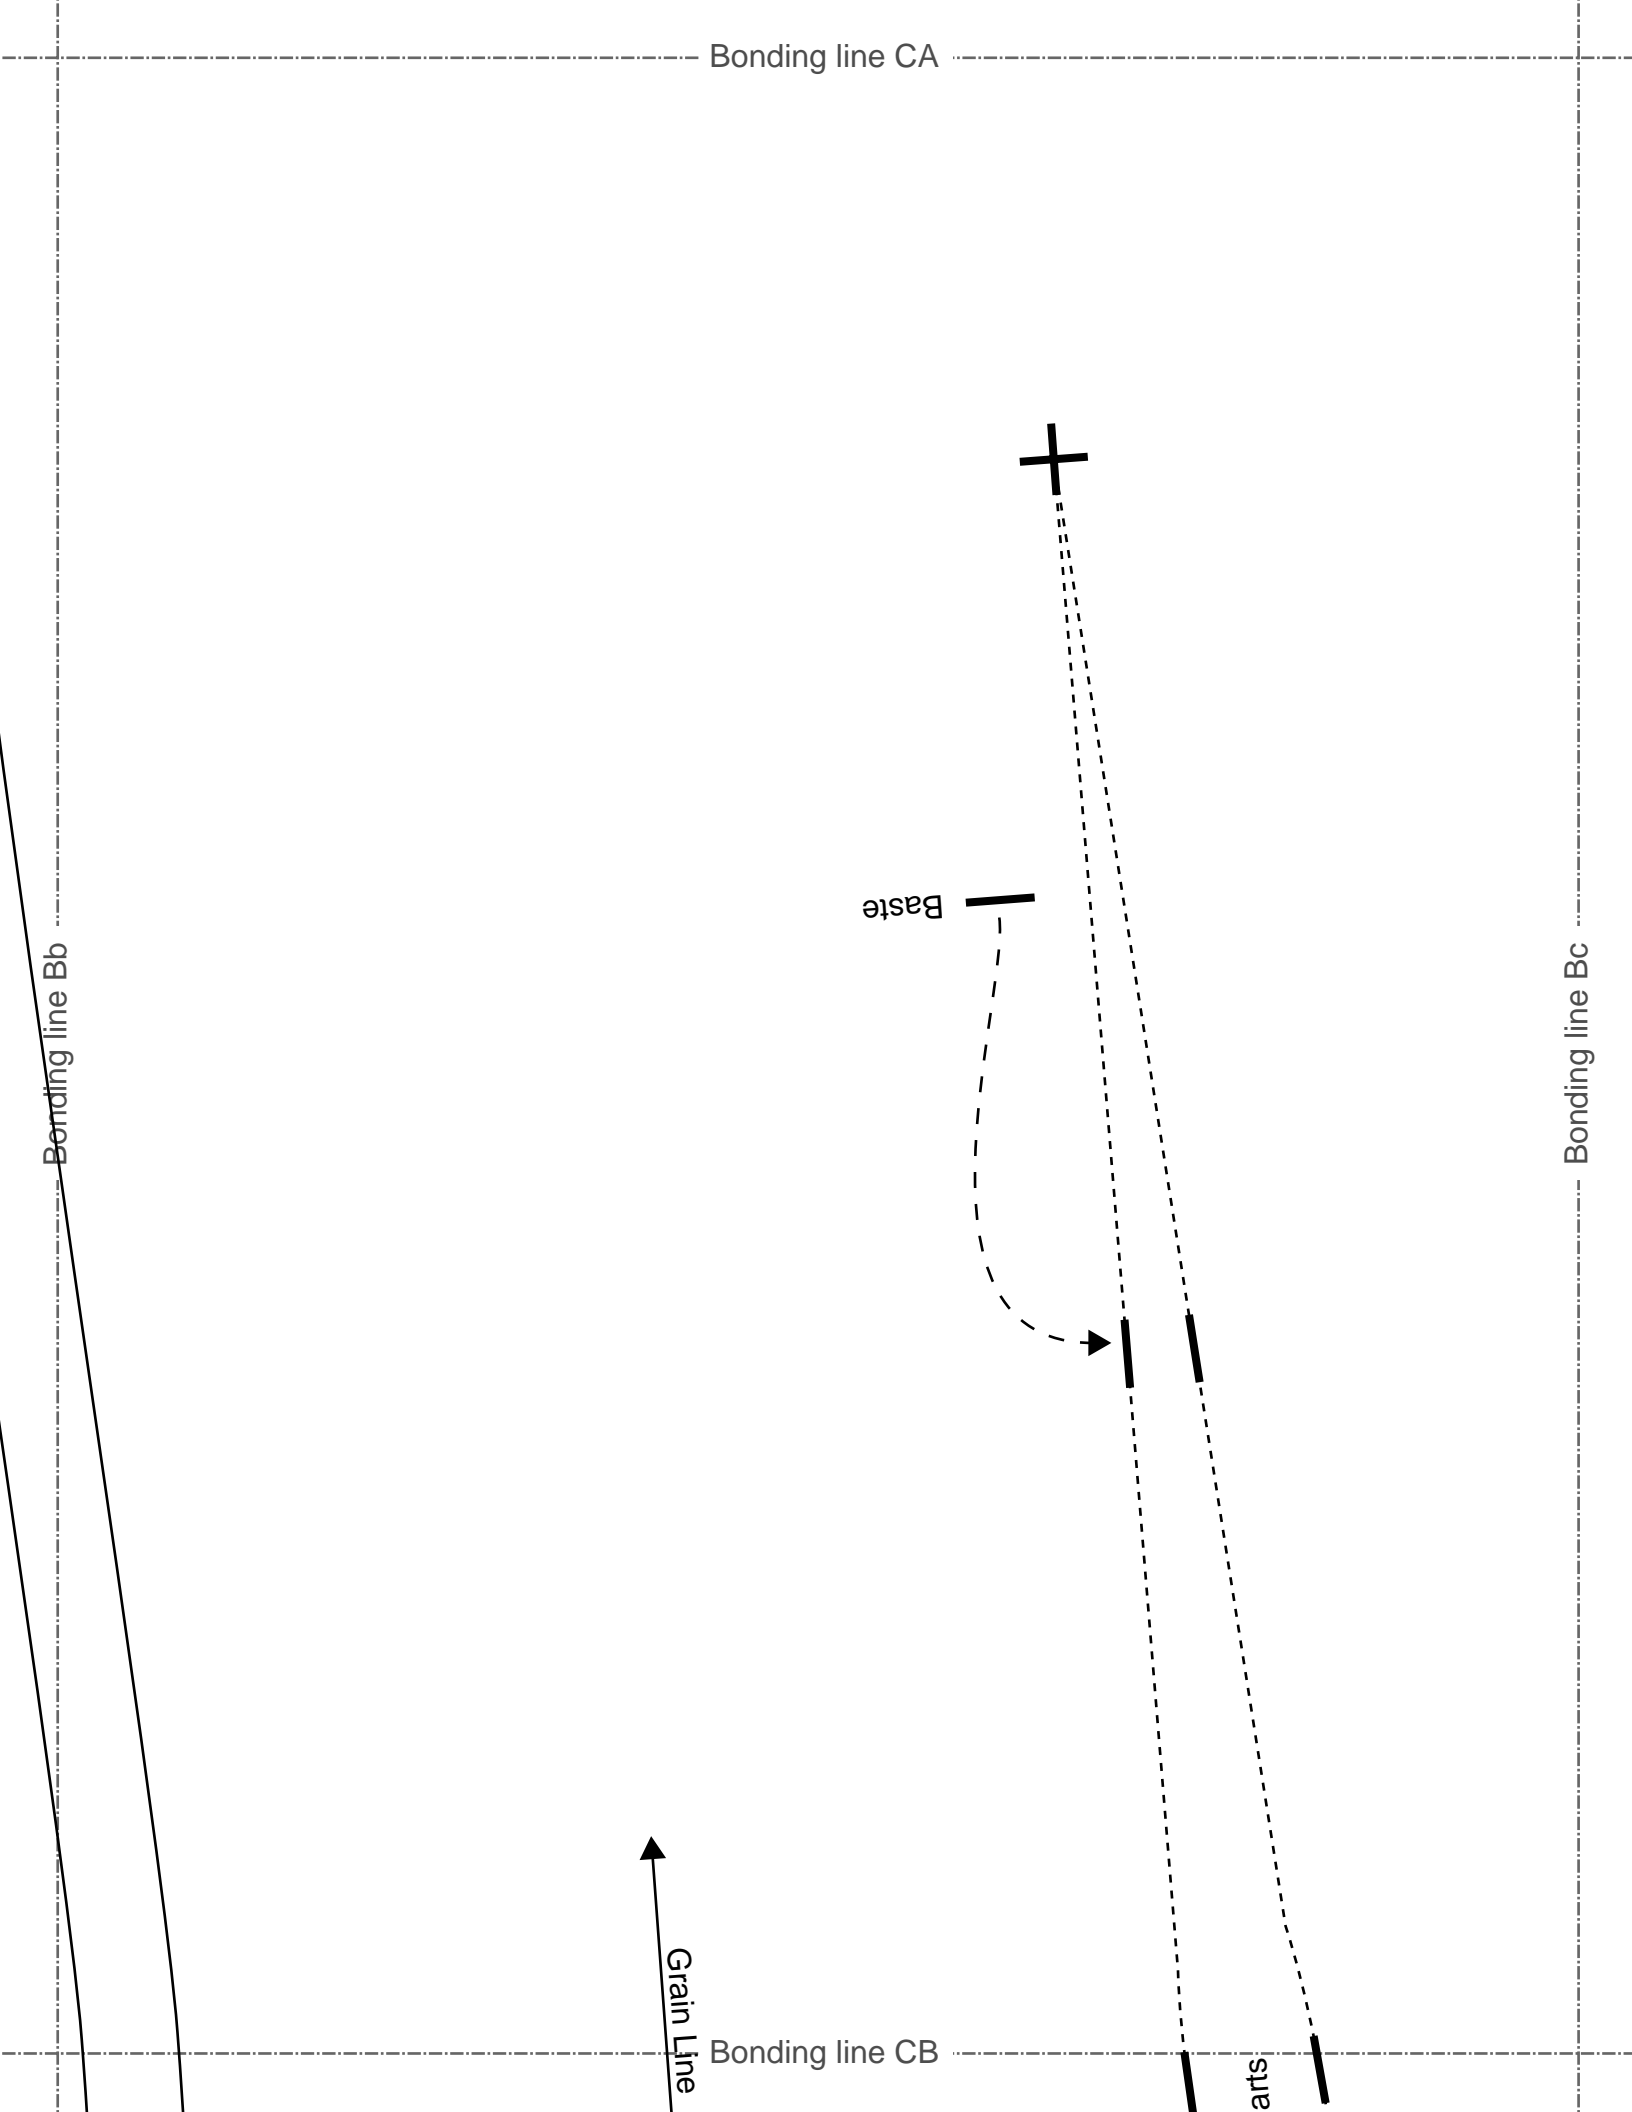 Bonding line CA
Baste
Bonding line Bb
Bonding line Bc
Grain Line
Bonding line CB
arts